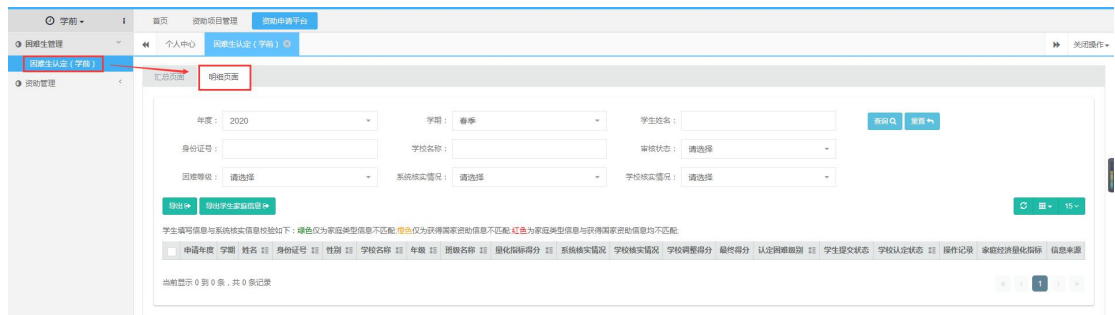 学前 首页 资助项目管理 资助申请平台
困难生管理 个人中心 困难生认定（学前） 关闭操作
困难生认定（学前）
资助管理 汇总页面 明细页面
年度： 2020 学期： 春季 学生姓名： 查询 重置
身份证号： 学校名称： 审核状态： 请选择
困难等级： 请选择 系统核实情况： 请选择 学校核实情况： 请选择
导出 导出学生家庭信息 15
学生填写信息与系统核实信息校验如下：绿色仅为家庭类型信息不匹配;橙色仅为获得国家资助信息不匹配;红色为家庭类型信息与获得国家资助信息均不匹配;
申请年度 学期 姓名 身份证号 性别 学校名称 年级 班级名称 量化指标得分 系统核实情况 学校核实情况 学校调整得分 最终得分 认定困难级别 学生提交状态 学校认定状态 操作记录 家庭经济量化指标 信息来源
当前显示 0 到 0 条，共 0 条记录 « ‹ 1 › »